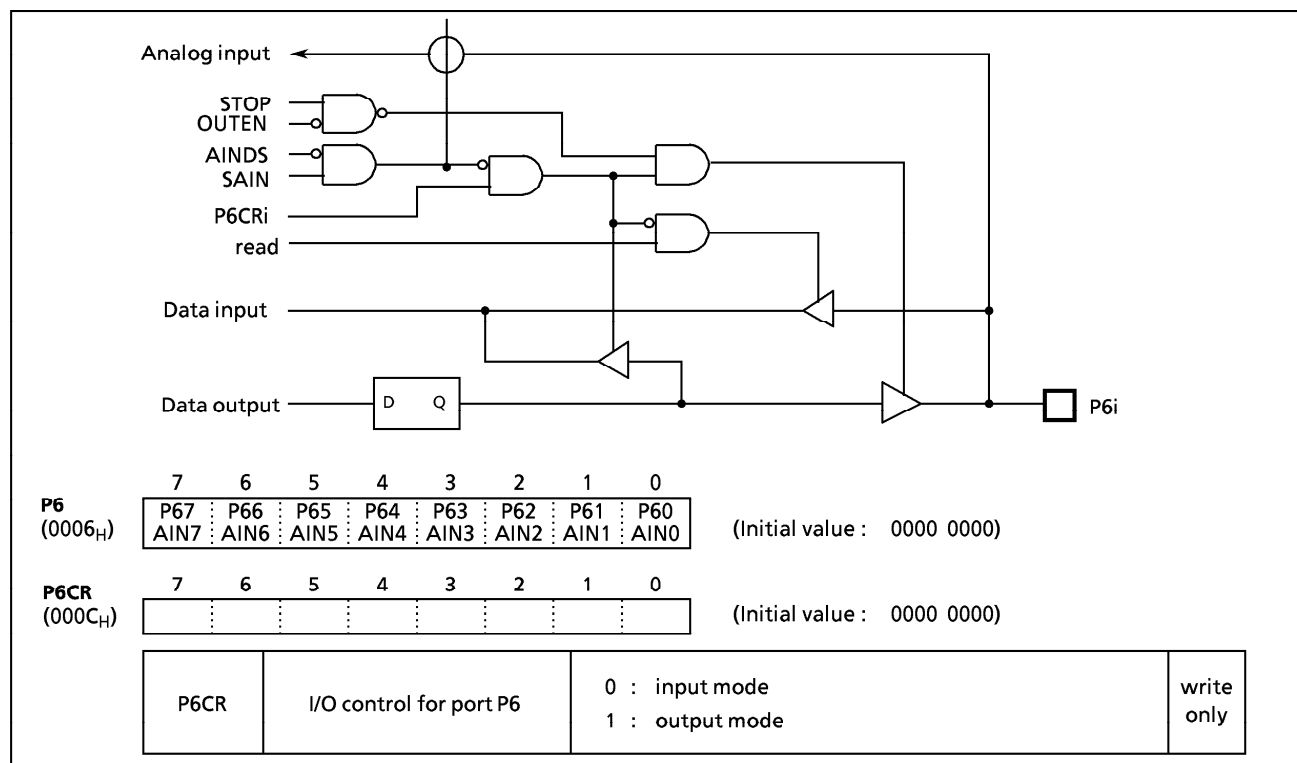 Analog input
STOP
OUTEN
AINDS
SAIN
P6CRi
read
Data input
Data output
D Q
P6i
7 6 5 4 3 2 1 0
P6
(0006H)
P67 P66 P65 P64 P63 P62 P61 P60
AIN7 AIN6 AIN5 AIN4 AIN3 AIN2 AIN1 AIN0
(Initial value : 0000 0000)
7 6 5 4 3 2 1 0
P6CR
(000CH)
(Initial value : 0000 0000)
P6CR
I/O control for port P6
0 : input mode
1 : output mode
write
only